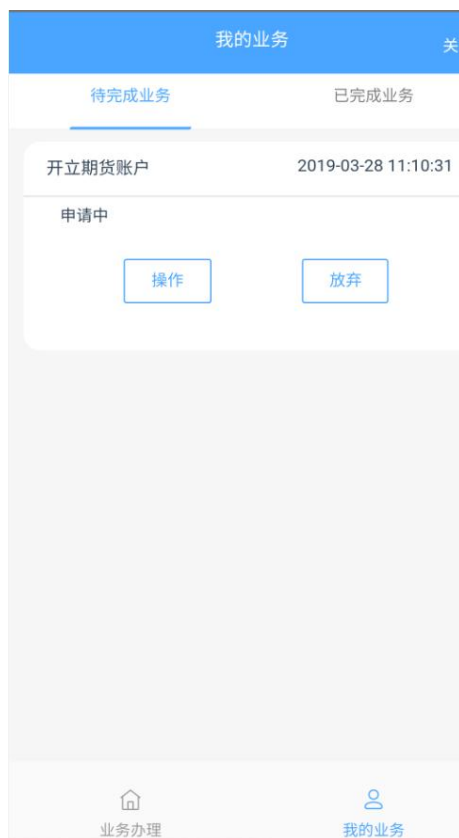 我的业务
关
待完成业务 已完成业务
开立期货账户 2019-03-28 11:10:31
申请中
操作 放弃
业务办理 我的业务